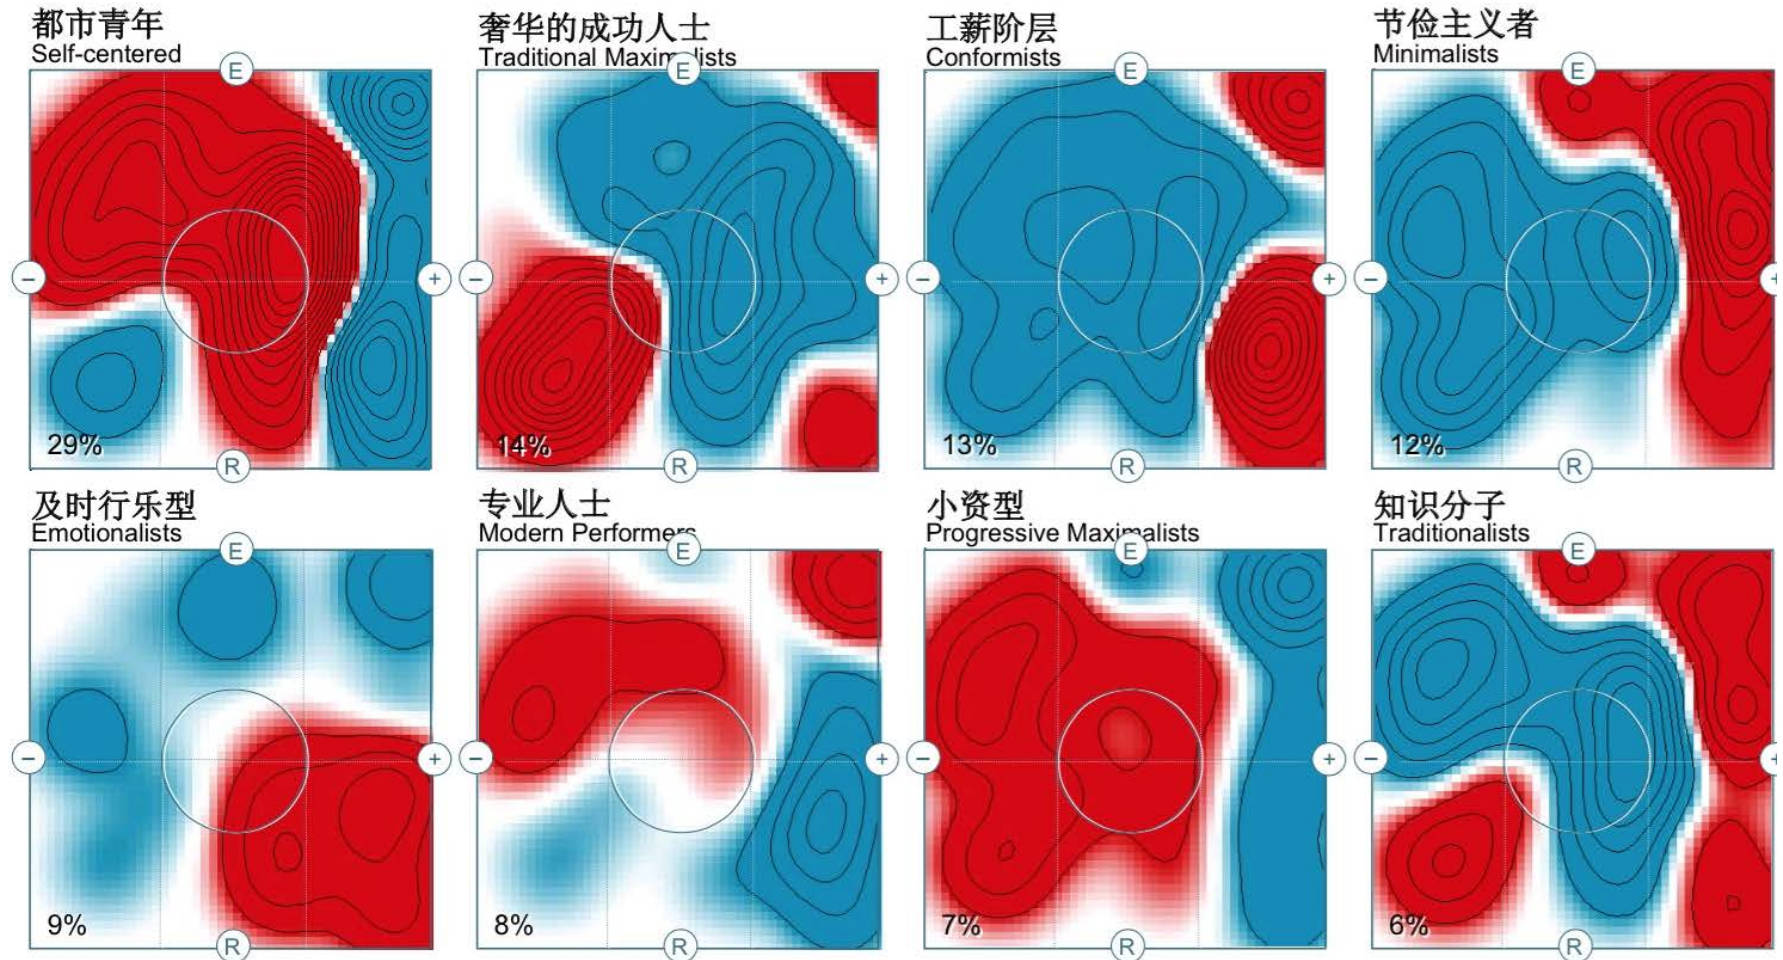 都市青年
Self-centered
E
−
+
29%
R
奢华的成功人士
Traditional Maximalists
E
−
+
14%
R
工薪阶层
Conformists
E
−
+
13%
R
节俭主义者
Minimalists
E
−
+
12%
R
及时行乐型
Emotionalists
E
−
+
9%
R
专业人士
Modern Performers
E
−
+
8%
R
小资型
Progressive Maximalists
E
−
+
7%
R
知识分子
Traditionalists
E
−
+
6%
R